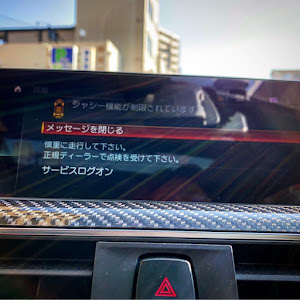 シャシー機能が制限されています
メッセージを閉じる
慎重に走行して下さい。
正規ディーラーで点検を受けて下さい。
サービスログオン